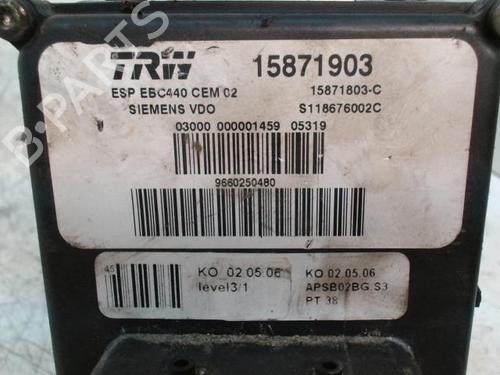 TRW 15871903
ESP EBC440 CEM 02 15871803-C
SIEMENS VDO S118676002C
03000 000001459 05319
9660250480
45
KO 02.05.06 KO 02.05.06
level3/1 APSB02BG.S3
PT 38
B-PARTS